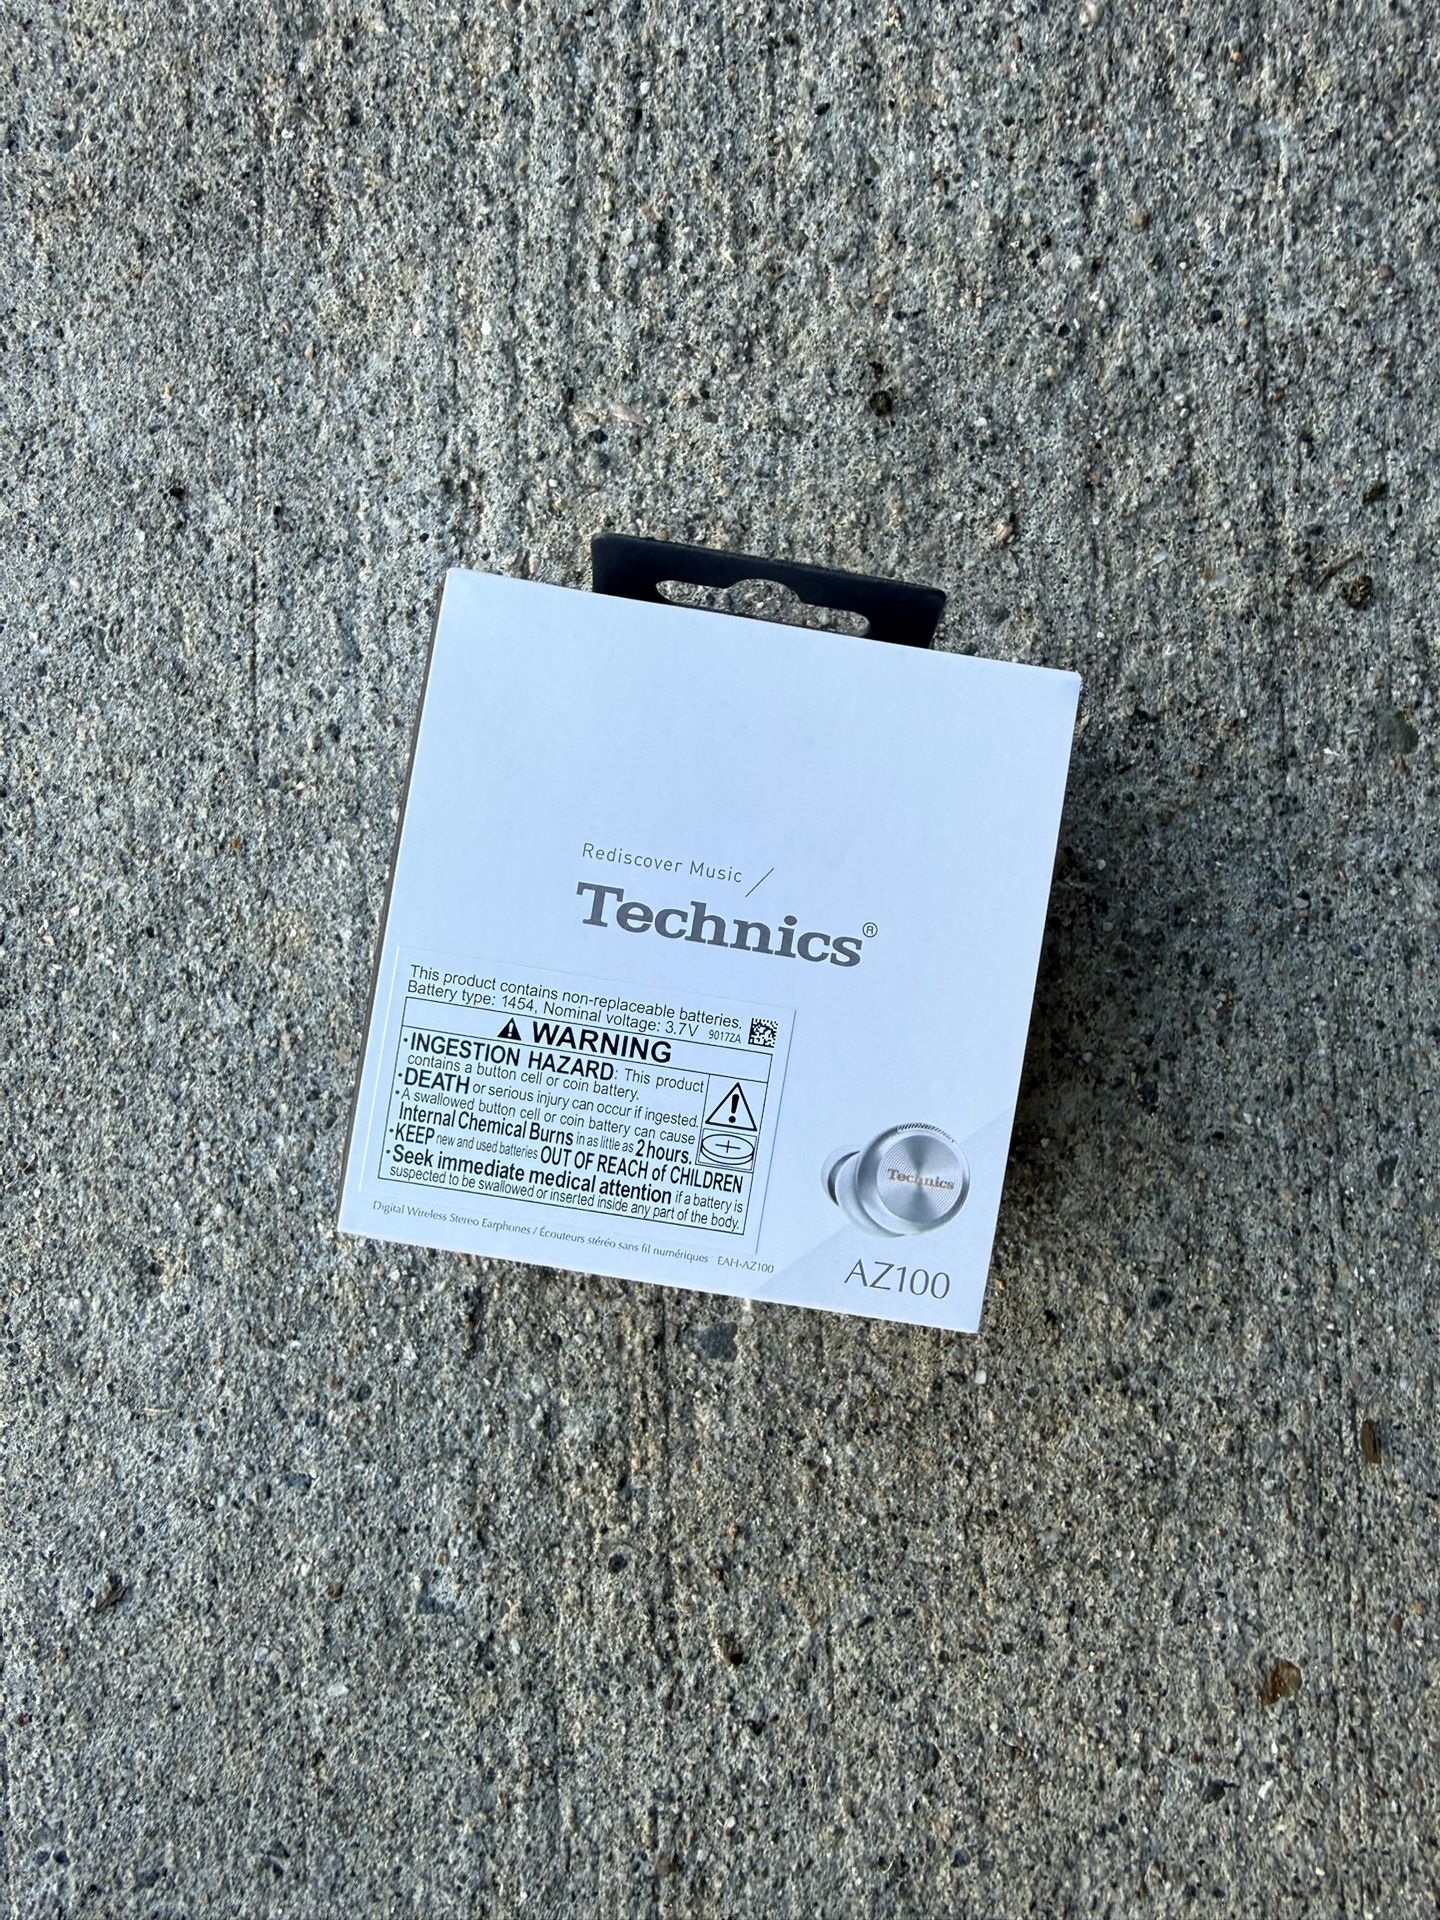 Rediscover Music /
Technics®
This product contains non-replaceable batteries.
Battery type: 1454, Nominal voltage: 3.7V 9017ZA
WARNING
•INGESTION HAZARD: This product
contains a button cell or coin battery.
•DEATH or serious injury can occur if ingested.
•A swallowed button cell or coin battery can cause
Internal Chemical Burns in as little as 2 hours.
•KEEP new and used batteries OUT OF REACH of CHILDREN
•Seek immediate medical attention if a battery is
suspected to be swallowed or inserted inside any part of the body.
Technics
Digital Wireless Stereo Earphones / Écouteurs stéréo sans fil numériques EAH-AZ100
AZ100